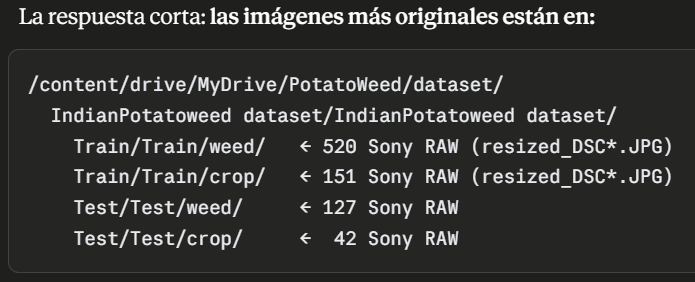 La respuesta corta: las imágenes más originales están en:
/content/drive/MyDrive/PotatoWeed/dataset/
IndianPotatoweed dataset/IndianPotatoweed dataset/
Train/Train/weed/ ← 520 Sony RAW (resized_DSC*.JPG)
Train/Train/crop/ ← 151 Sony RAW (resized_DSC*.JPG)
Test/Test/weed/ ← 127 Sony RAW
Test/Test/crop/ ← 42 Sony RAW